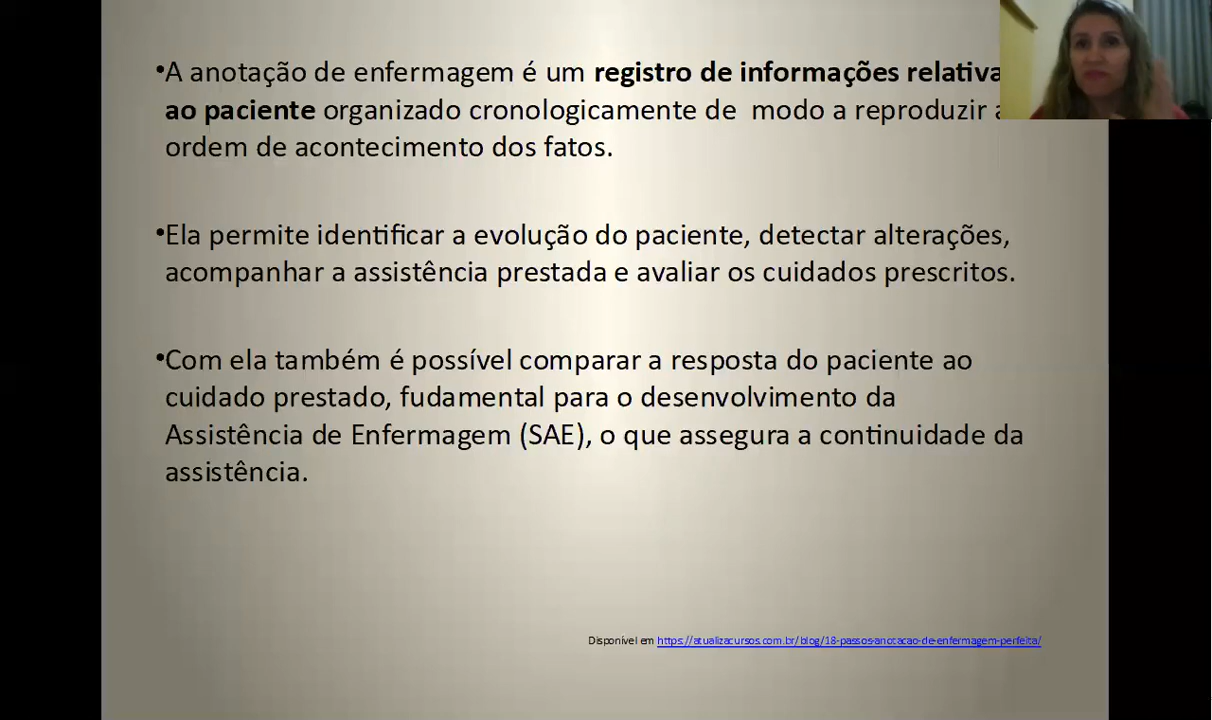 •A anotação de enfermagem é um registro de informações
ao paciente organizado cronologicamente de modo a reproduzir
ordem de acontecimento dos fatos.
•Ela permite identificar a evolução do paciente, detectar alterações,
acompanhar a assistência prestada e avaliar os cuidados prescritos.
•Com ela também é possível comparar a resposta do paciente ao
cuidado prestado, fudamental para o desenvolvimento da
Assistência de Enfermagem (SAE), o que assegura a continuidade da
assistência.
Disponível em https://atualizacursos.com.br/blog/18-passos-anotacao-de-enfermagem-perfeita/